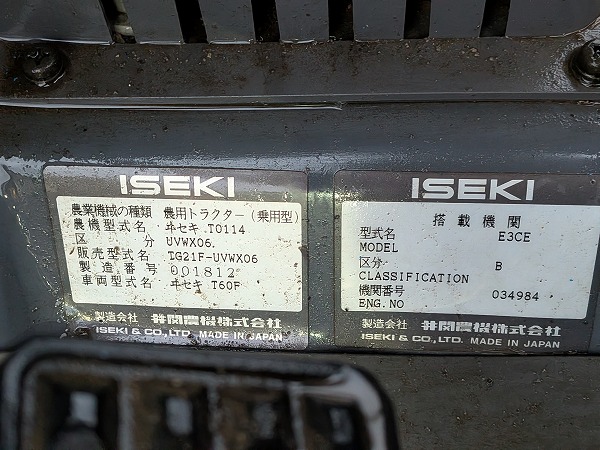 ISEKI
農業機械の種類 農用トラクター(乗用型)
農機型式名 ヰセキ T0114
区分 UVWX06.
販売型式名 TG21F-UVWX06
製造番号 001812
車両型式名 ヰセキ T60F
製造会社 井関農機株式会社
ISEKI & CO., LTD. MADE IN JAPAN
ISEKI
搭載機関
型式名 E3CE
MODEL
区分 B
CLASSIFICATION
機関番号 034984
ENG.NO
製造会社 井関農機株式会社
ISEKI & CO., LTD. MADE IN JAPAN